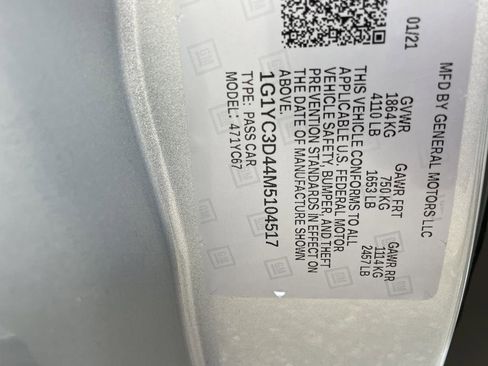 MFD BY GENERAL MOTORS LLC
01/21
GVWR
1864 KG
4110 LB
GAWR FRT
750 KG
1653 LB
GAWR RR
1114 KG
2457 LB
THIS VEHICLE CONFORMS TO ALL
APPLICABLE U.S. FEDERAL MOTOR
VEHICLE SAFETY, BUMPER, AND THEFT
PREVENTION STANDARDS IN EFFECT ON
THE DATE OF MANUFACTURE SHOWN
ABOVE.
1G1YC3D44M5104517
TYPE: PASS CAR
MODEL: 471YC67